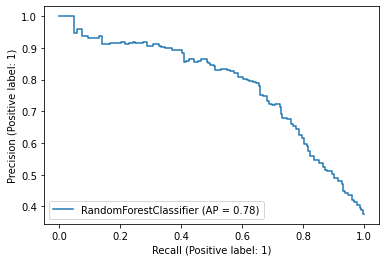 1.0
0.9
0.8
0.7
0.6
0.5
0.4
Precision (Positive label: 1)
RandomForestClassifier (AP = 0.78)
0.0 0.2 0.4 0.6 0.8 1.0
Recall (Positive label: 1)